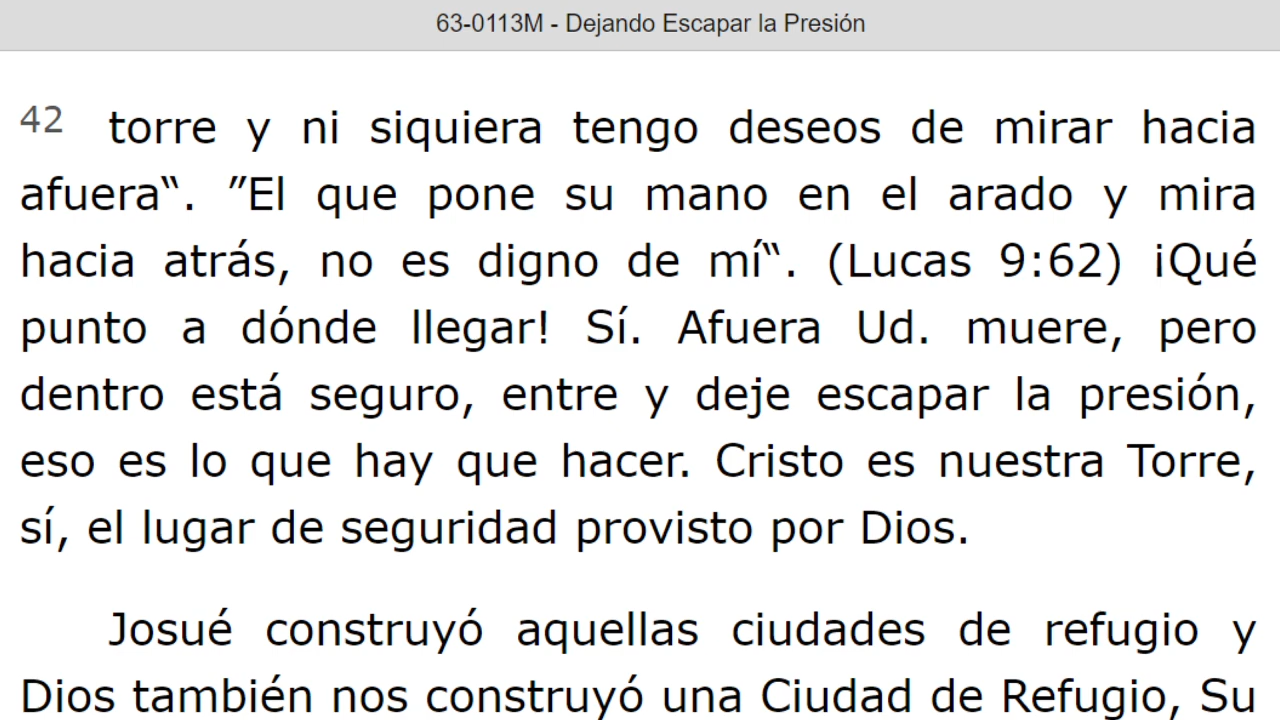 63-0113M - Dejando Escapar la Presión
42 torre y ni siquiera tengo deseos de mirar hacia
afuera‟. ”El que pone su mano en el arado y mira
hacia atrás, no es digno de mí‟. (Lucas 9:62) ¡Qué
punto a dónde llegar! Sí. Afuera Ud. muere, pero
dentro está seguro, entre y deje escapar la presión,
eso es lo que hay que hacer. Cristo es nuestra Torre,
sí, el lugar de seguridad provisto por Dios.
Josué construyó aquellas ciudades de refugio y
Dios también nos construyó una Ciudad de Refugio, Su